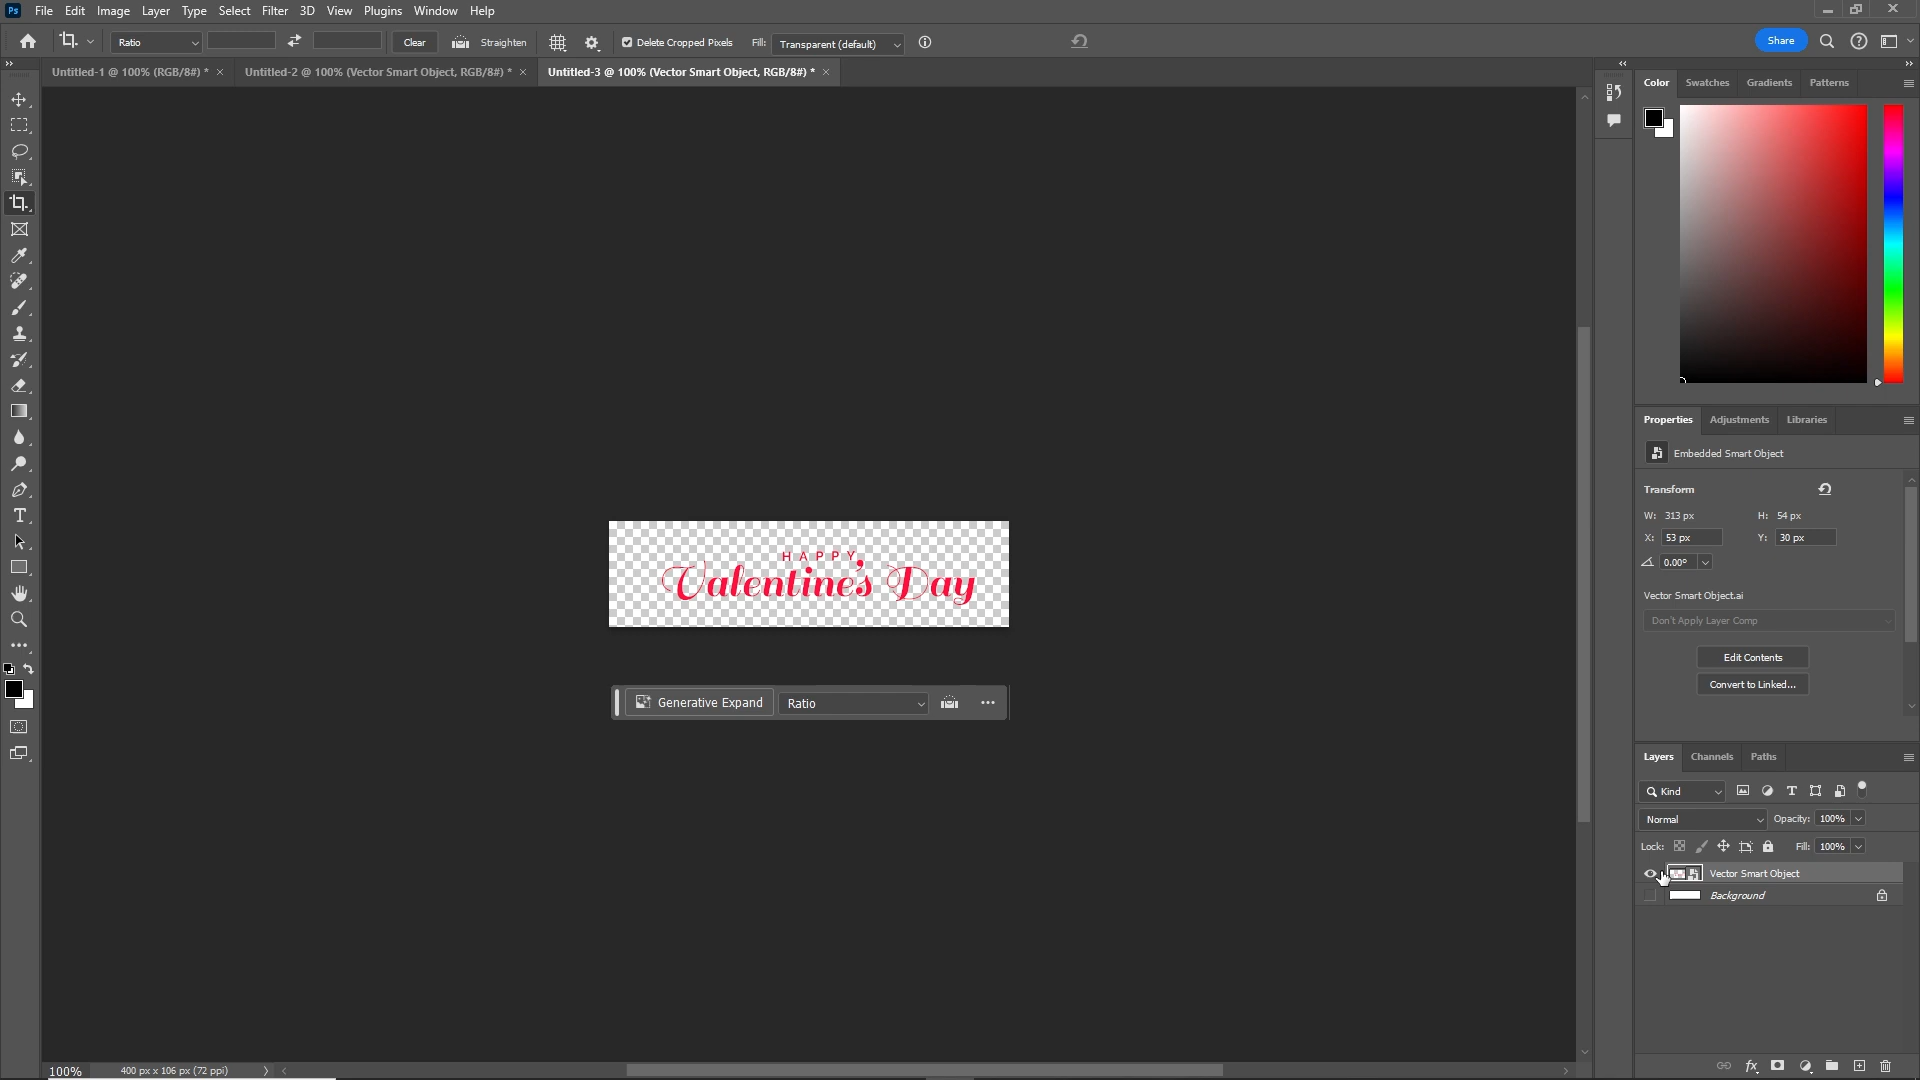 Ps File Edit Image Layer Type Select Filter 3D View Plugins Window Help
Ratio Clear Straighten Delete Cropped Pixels Fill: Transparent (default) Share
Untitled-1 @ 100% (RGB/8#) * Untitled-2 @ 100% (Vector Smart Object, RGB/8#) * Untitled-3 @ 100% (Vector Smart Object, RGB/8#) *
Color Swatches Gradients Patterns
Properties Adjustments Libraries
Embedded Smart Object
Transform
W: 313 px H: 54 px
X: 53 px Y: 30 px
0.00°
Vector Smart Object.ai
Don't Apply Layer Comp
Edit Contents
Convert to Linked...
HAPPY
Valentine's Day
Generative Expand Ratio
Layers Channels Paths
Kind
Normal Opacity: 100%
Lock: Fill: 100%
Vector Smart Object
Background
100% 400 px x 106 px (72 ppi)